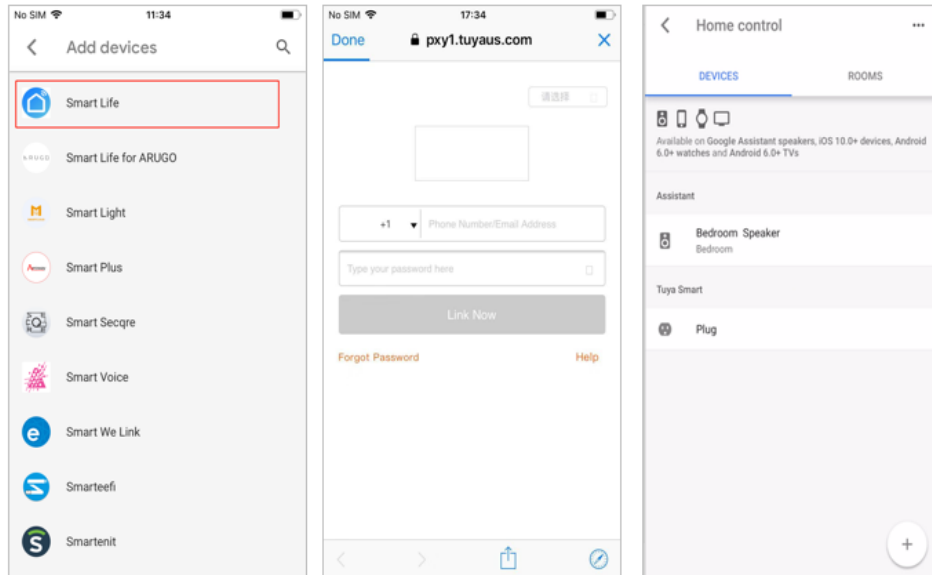 No SIM 11:34
Add devices
Smart Life
ARUGO
Smart Life for ARUGO
Smart Light
Smart Plus
Smart Secqre
Smart Voice
e
Smart We Link
Smarteefi
S
Smartenit
No SIM 17:34
Done pxy1.tuyaus.com
请选择
+1 Phone Number/Email Address
Type your password here
Link Now
Forgot Password Help
Home control
DEVICES ROOMS
Available on Google Assistant speakers, iOS 10.0+ devices, Android
6.0+ watches and Android 6.0+ TVs
Assistant
Bedroom Speaker
Bedroom
Tuya Smart
Plug